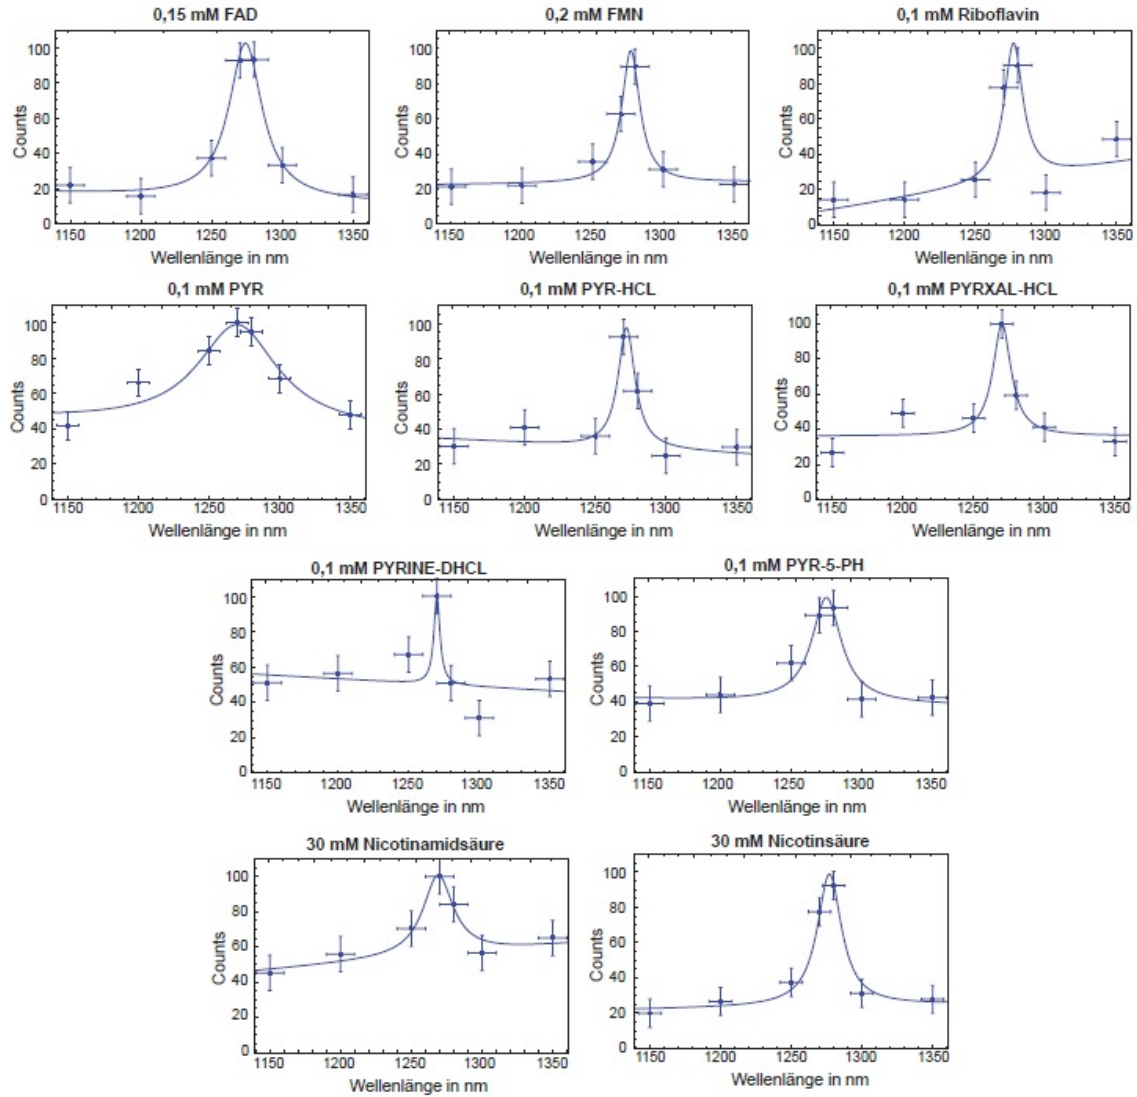 0,15 mM FAD
0,2 mM FMN
0,1 mM Riboflavin
Counts
100
80
60
40
20
0
1150 1200 1250 1300 1350
Wellenlänge in nm
Counts
100
80
60
40
20
0
1150 1200 1250 1300 1350
Wellenlänge in nm
Counts
100
80
60
40
20
0
1150 1200 1250 1300 1350
Wellenlänge in nm
0,1 mM PYR
0,1 mM PYR-HCL
0,1 mM PYRXAL-HCL
Counts
100
80
60
40
20
0
1150 1200 1250 1300 1350
Wellenlänge in nm
Counts
100
80
60
40
20
0
1150 1200 1250 1300 1350
Wellenlänge in nm
Counts
100
80
60
40
20
0
1150 1200 1250 1300 1350
Wellenlänge in nm
0,1 mM PYRINE-DHCL
0,1 mM PYR-5-PH
Counts
100
80
60
40
20
0
1150 1200 1250 1300 1350
Wellenlänge in nm
Counts
100
80
60
40
20
0
1150 1200 1250 1300 1350
Wellenlänge in nm
30 mM Nicotinamidsäure
30 mM Nicotinsäure
Counts
100
80
60
40
20
0
1150 1200 1250 1300 1350
Wellenlänge in nm
Counts
100
80
60
40
20
0
1150 1200 1250 1300 1350
Wellenlänge in nm